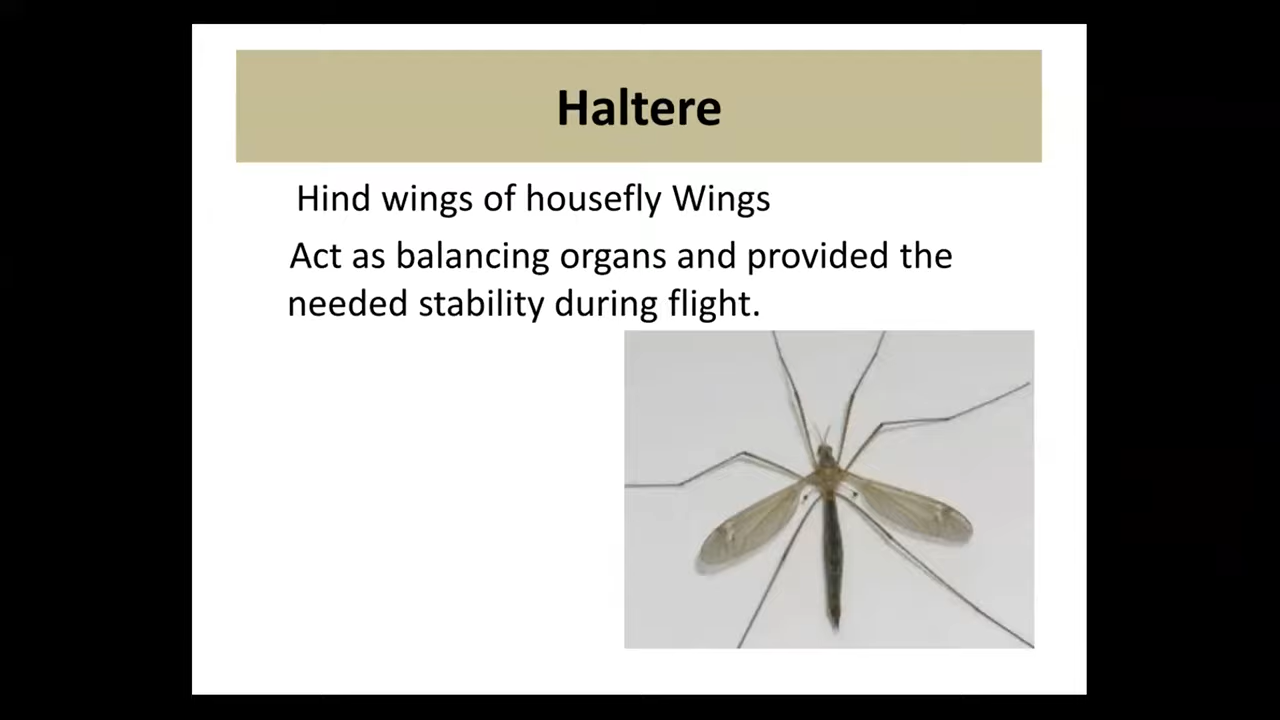 Haltere
Hind wings of housefly Wings
Act as balancing organs and provided the
needed stability during flight.